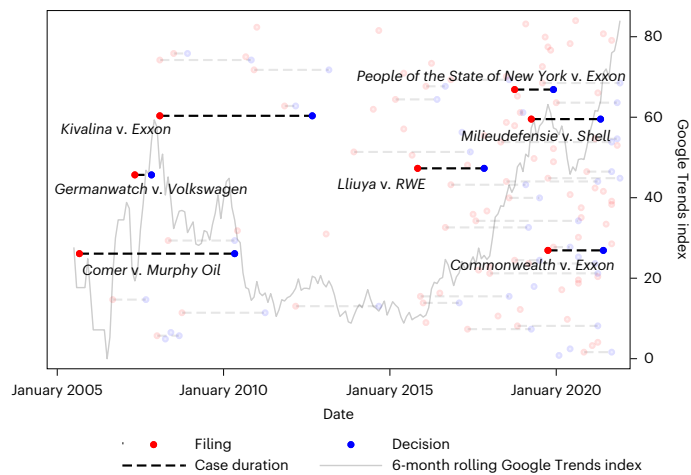 80
People of the State of New York v. Exxon
60
Kivalina v. Exxon
Milieudefensie v. Shell
Lliuya v. RWE
Germanwatch v. Volkswagen
40
Comer v. Murphy Oil
Commonwealth v. Exxon
20
0
Google Trends index
January 2005
January 2010
January 2015
January 2020
Date
Filing
Decision
Case duration
6-month rolling Google Trends index